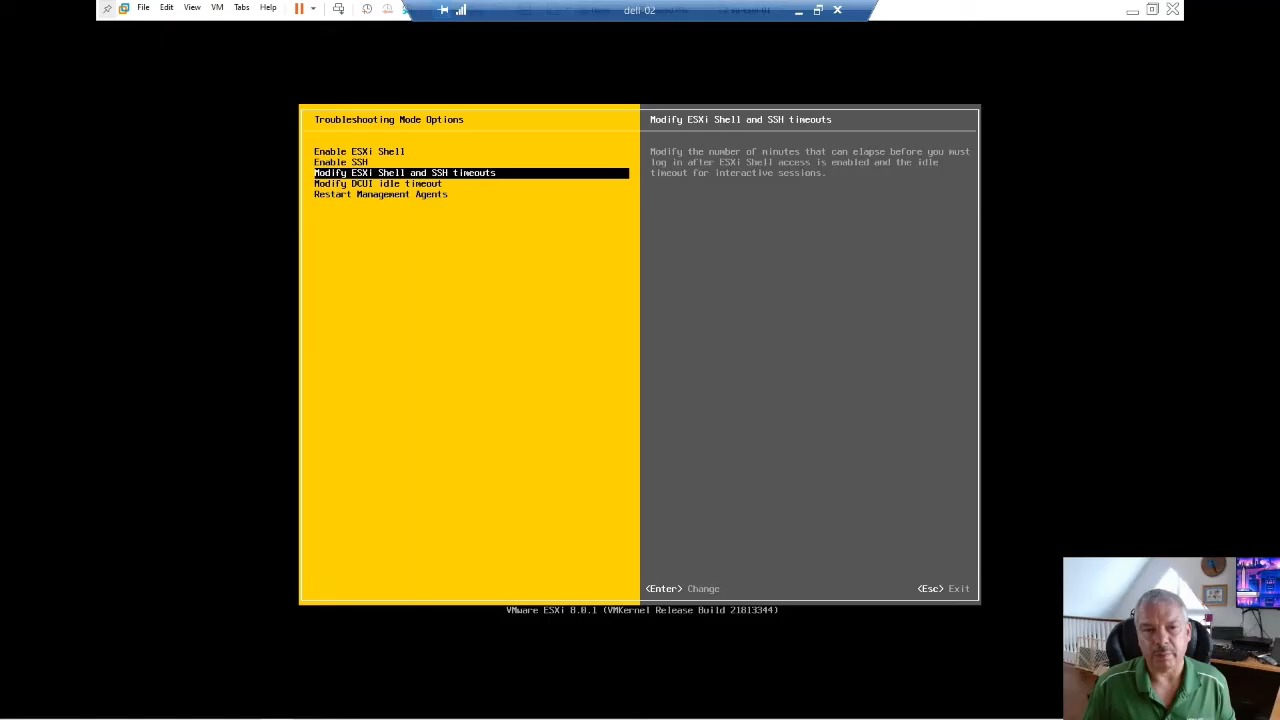 File Edit View VM Tabs Help
dell-02
Troubleshooting Mode Options
Enable ESXi Shell
Enable SSH
Modify ESXi Shell and SSH timeouts
Modify DCUI idle timeout
Restart Management Agents
Modify ESXi Shell and SSH timeouts
Modify the number of minutes that can elapse before you must
log in after ESXi Shell access is enabled and the idle
timeout for interactive sessions.
<Enter> Change
<Esc> Exit
VMware ESXi 8.0.1 (VMKernel Release Build 21813344)